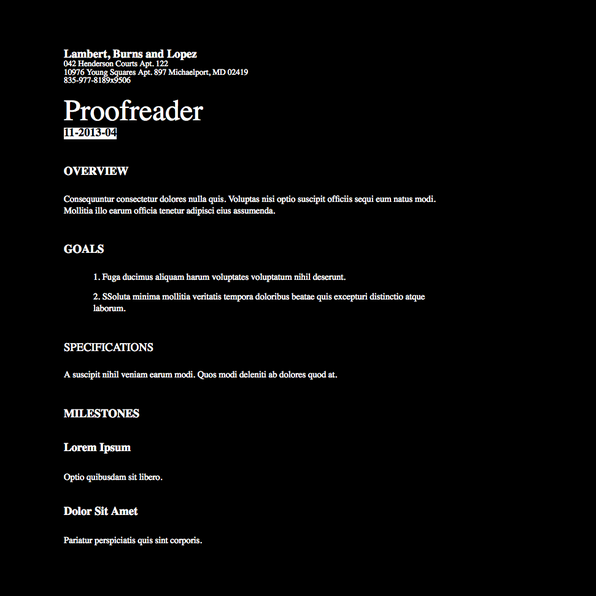 Lambert, Burns and Lopez
042 Henderson Courts Apt. 122
10976 Young Squares Apt. 897 Michaelport, MD 02419
835-977-8189x9506
Proofreader
11-2013-04
OVERVIEW
Consequuntur consectetur dolores nulla quis. Voluptas nisi optio suscipit officiis sequi eum natus modi.
Mollitia illo earum officia tenetur adipisci eius assumenda.
GOALS
1. Fuga ducimus aliquam harum voluptates voluptatum nihil deserunt.
2. SSoluta minima mollitia veritatis tempora doloribus beatae quis excepturi distinctio atque
laborum.
SPECIFICATIONS
A suscipit nihil veniam earum modi. Quos modi deleniti ab dolores quod at.
MILESTONES
Lorem Ipsum
Optio quibusdam sit libero.
Dolor Sit Amet
Pariatur perspiciatis quis sint corporis.